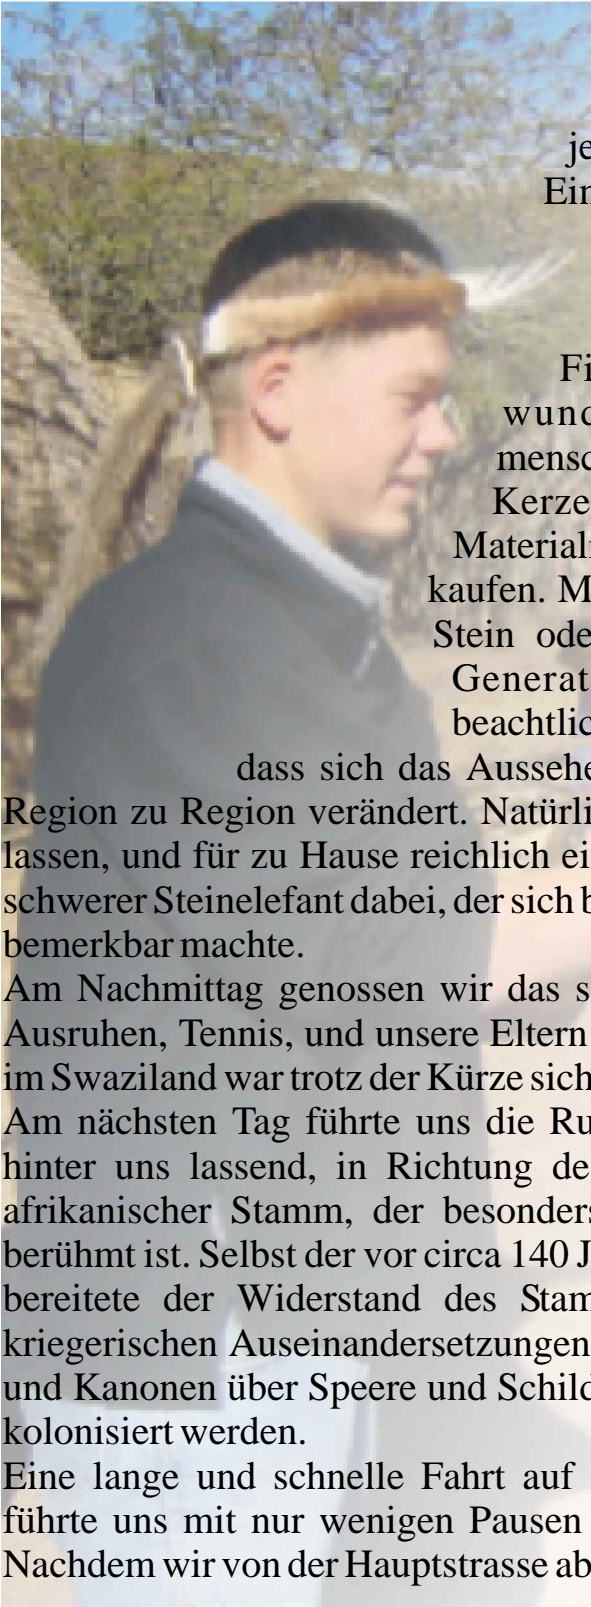 je
Ein
Fi
wund
mensc
Kerze
Materiali
kaufen. M
Stein ode
Generat
beachtlic
dass sich das Aussehe
Region zu Region verändert. Natürli
lassen, und für zu Hause reichlich ei
schwerer Steinelefant dabei, der sich b
bemerkbar machte.
Am Nachmittag genossen wir das s
Ausruhen, Tennis, und unsere Eltern
im Swaziland war trotz der Kürze sich
Am nächsten Tag führte uns die Ru
hinter uns lassend, in Richtung de
afrikanischer Stamm, der besonders
berühmt ist. Selbst der vor circa 140 J
bereitete der Widerstand des Stam
kriegerischen Auseinandersetzungen
und Kanonen über Speere und Schild
kolonisiert werden.
Eine lange und schnelle Fahrt auf
führte uns mit nur wenigen Pausen
Nachdem wir von der Hauptstrasse ab